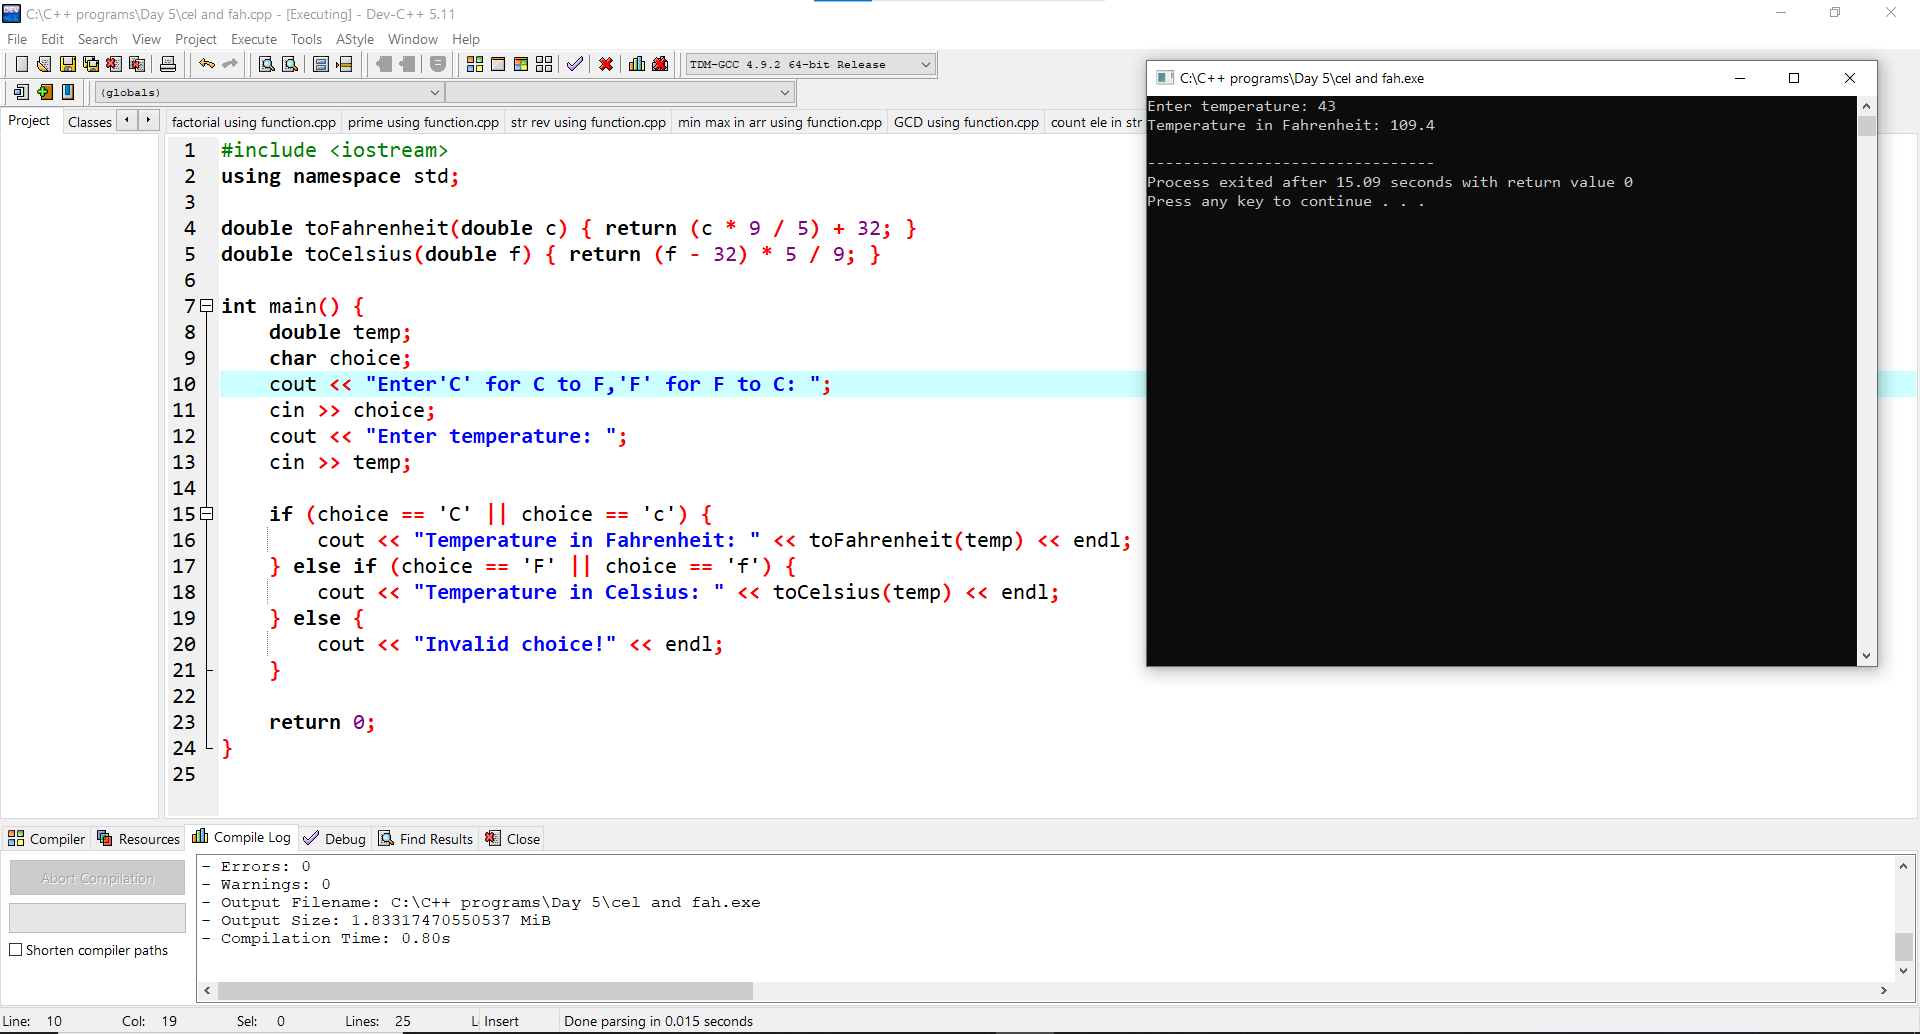 C:\C++ programs\Day 5\cel and fah.cpp - [Executing] - Dev-C++ 5.11
File Edit Search View Project Execute Tools AStyle Window Help
TDM-GCC 4.9.2 64-bit Release
(globals)
Project Classes
factorial using function.cpp prime using function.cpp str rev using function.cpp min max in arr using function.cpp GCD using function.cpp count ele in str
1 #include <iostream>
2 using namespace std;
3
4 double toFahrenheit(double c) { return (c * 9 / 5) + 32; }
5 double toCelsius(double f) { return (f - 32) * 5 / 9; }
6
7 int main() {
8 double temp;
9 char choice;
10 cout << "Enter'C' for C to F,'F' for F to C: ";
11 cin >> choice;
12 cout << "Enter temperature: ";
13 cin >> temp;
14
15 if (choice == 'C' || choice == 'c') {
16 cout << "Temperature in Fahrenheit: " << toFahrenheit(temp) << endl;
17 } else if (choice == 'F' || choice == 'f') {
18 cout << "Temperature in Celsius: " << toCelsius(temp) << endl;
19 } else {
20 cout << "Invalid choice!" << endl;
21 }
22
23 return 0;
24 }
25
C:\C++ programs\Day 5\cel and fah.exe
Enter temperature: 43
Temperature in Fahrenheit: 109.4
--------------------------------
Process exited after 15.09 seconds with return value 0
Press any key to continue . . .
Compiler Resources Compile Log Debug Find Results Close
Abort Compilation
Shorten compiler paths
- Errors: 0
- Warnings: 0
- Output Filename: C:\C++ programs\Day 5\cel and fah.exe
- Output Size: 1.83317470550537 MiB
- Compilation Time: 0.80s
Line: 10 Col: 19 Sel: 0 Lines: 25 L Insert Done parsing in 0.015 seconds